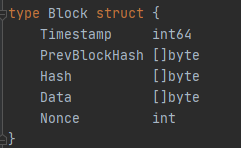 type Block struct {
    Timestamp     int64
    PrevBlockHash []byte
    Hash          []byte
    Data          []byte
    Nonce         int
}